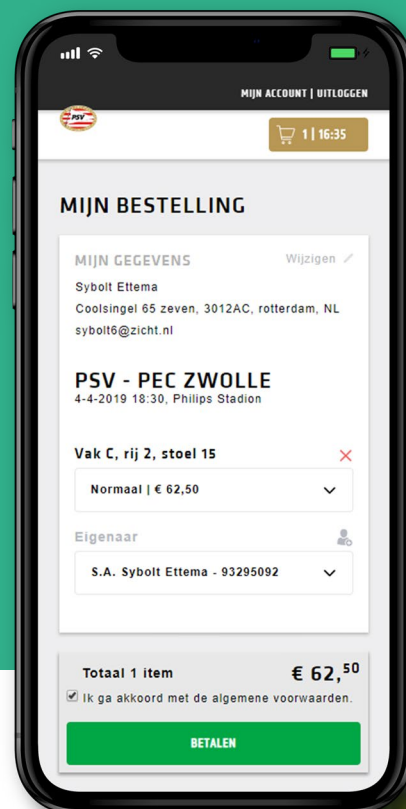 MIJN ACCOUNT | UITLOGGEN
PSV
1 | 16:35
MIJN BESTELLING
MIJN GEGEVENS Wijzigen
Sybolt Ettema
Coolsingel 65 zeven, 3012AC, rotterdam, NL
sybolt6@zicht.nl
PSV - PEC ZWOLLE
4-4-2019 18:30, Philips Stadion
Vak C, rij 2, stoel 15
Normaal | € 62,50
Eigenaar
S.A. Sybolt Ettema - 93295092
Totaal 1 item € 62,50
Ik ga akkoord met de algemene voorwaarden.
BETALEN